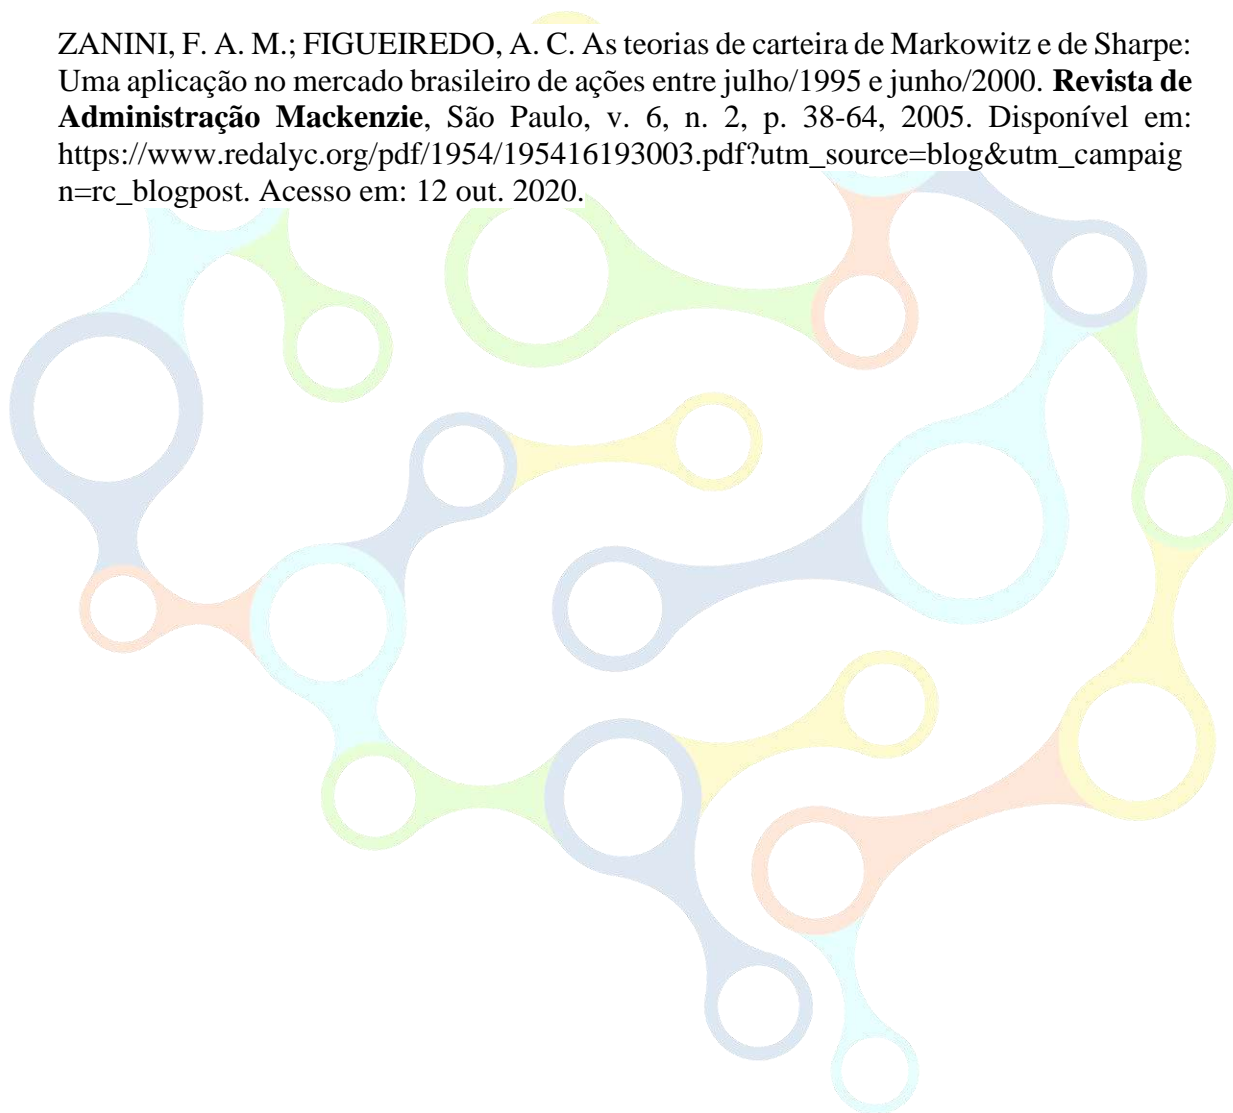 ZANINI, F. A. M.; FIGUEIREDO, A. C. As teorias de carteira de Markowitz e de Sharpe:
Uma aplicação no mercado brasileiro de ações entre julho/1995 e junho/2000. Revista de
Administração Mackenzie, São Paulo, v. 6, n. 2, p. 38-64, 2005. Disponível em:
https://www.redalyc.org/pdf/1954/195416193003.pdf?utm_source=blog&utm_campaig
n=rc_blogpost. Acesso em: 12 out. 2020.